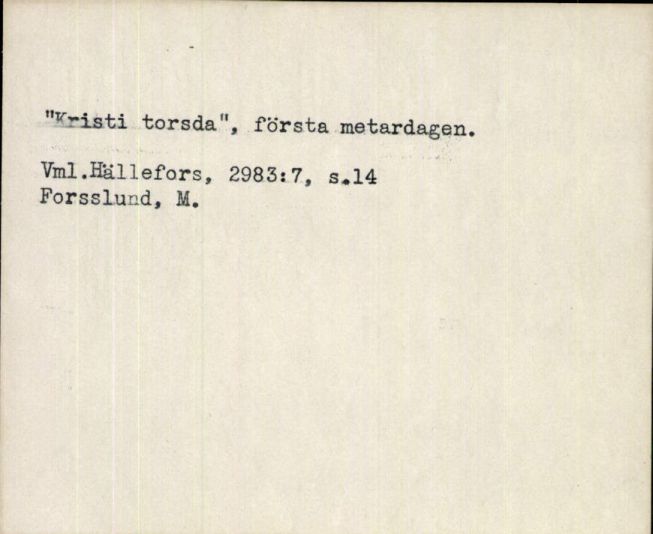 "Kristi torsda", första metardagen.
Vml.Hällefors, 2983:7, s.14
Forsslund, M.